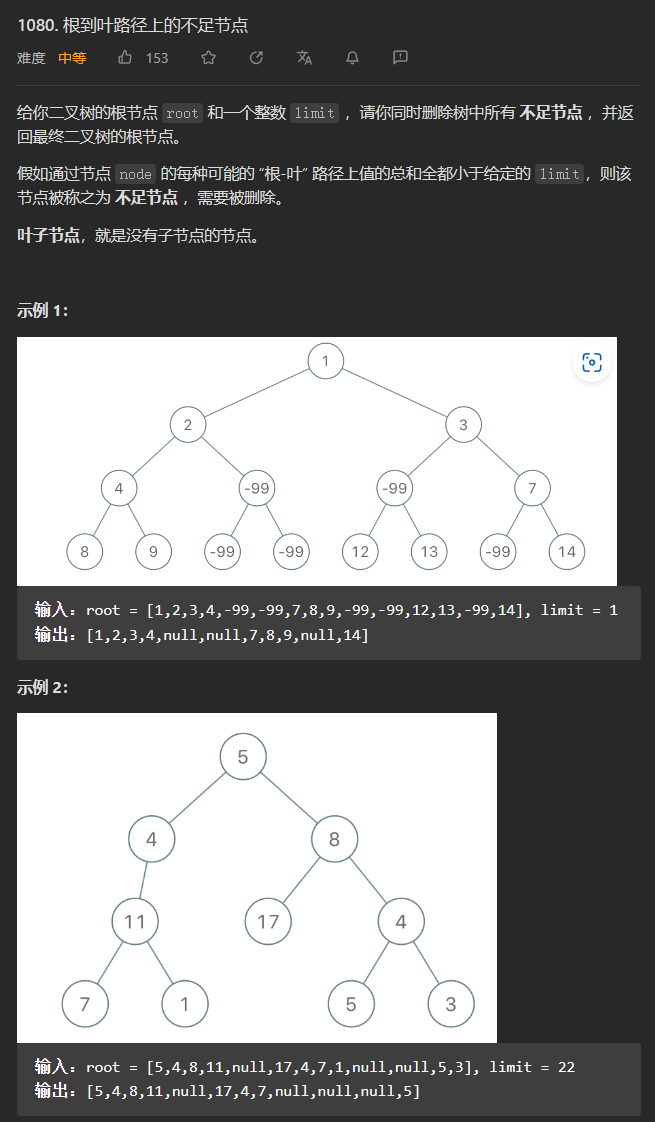 1080. 根到叶路径上的不足节点
难度 中等 153
给你二叉树的根节点 root 和一个整数 limit ，请你同时删除树中所有 不足节点 ，并返
回最终二叉树的根节点。
假如通过节点 node 的每种可能的 “根-叶” 路径上值的总和全都小于给定的 limit，则该
节点被称之为 不足节点 ，需要被删除。
叶子节点，就是没有子节点的节点。
示例 1：
1
2 3
4 -99 -99 7
8 9 -99 -99 12 13 -99 14
输入：root = [1,2,3,4,-99,-99,7,8,9,-99,-99,12,13,-99,14], limit = 1
输出：[1,2,3,4,null,null,7,8,9,null,14]
示例 2：
5
4 8
11 17 4
7 1 5 3
输入：root = [5,4,8,11,null,17,4,7,1,null,null,5,3], limit = 22
输出：[5,4,8,11,null,17,4,7,null,null,null,5]